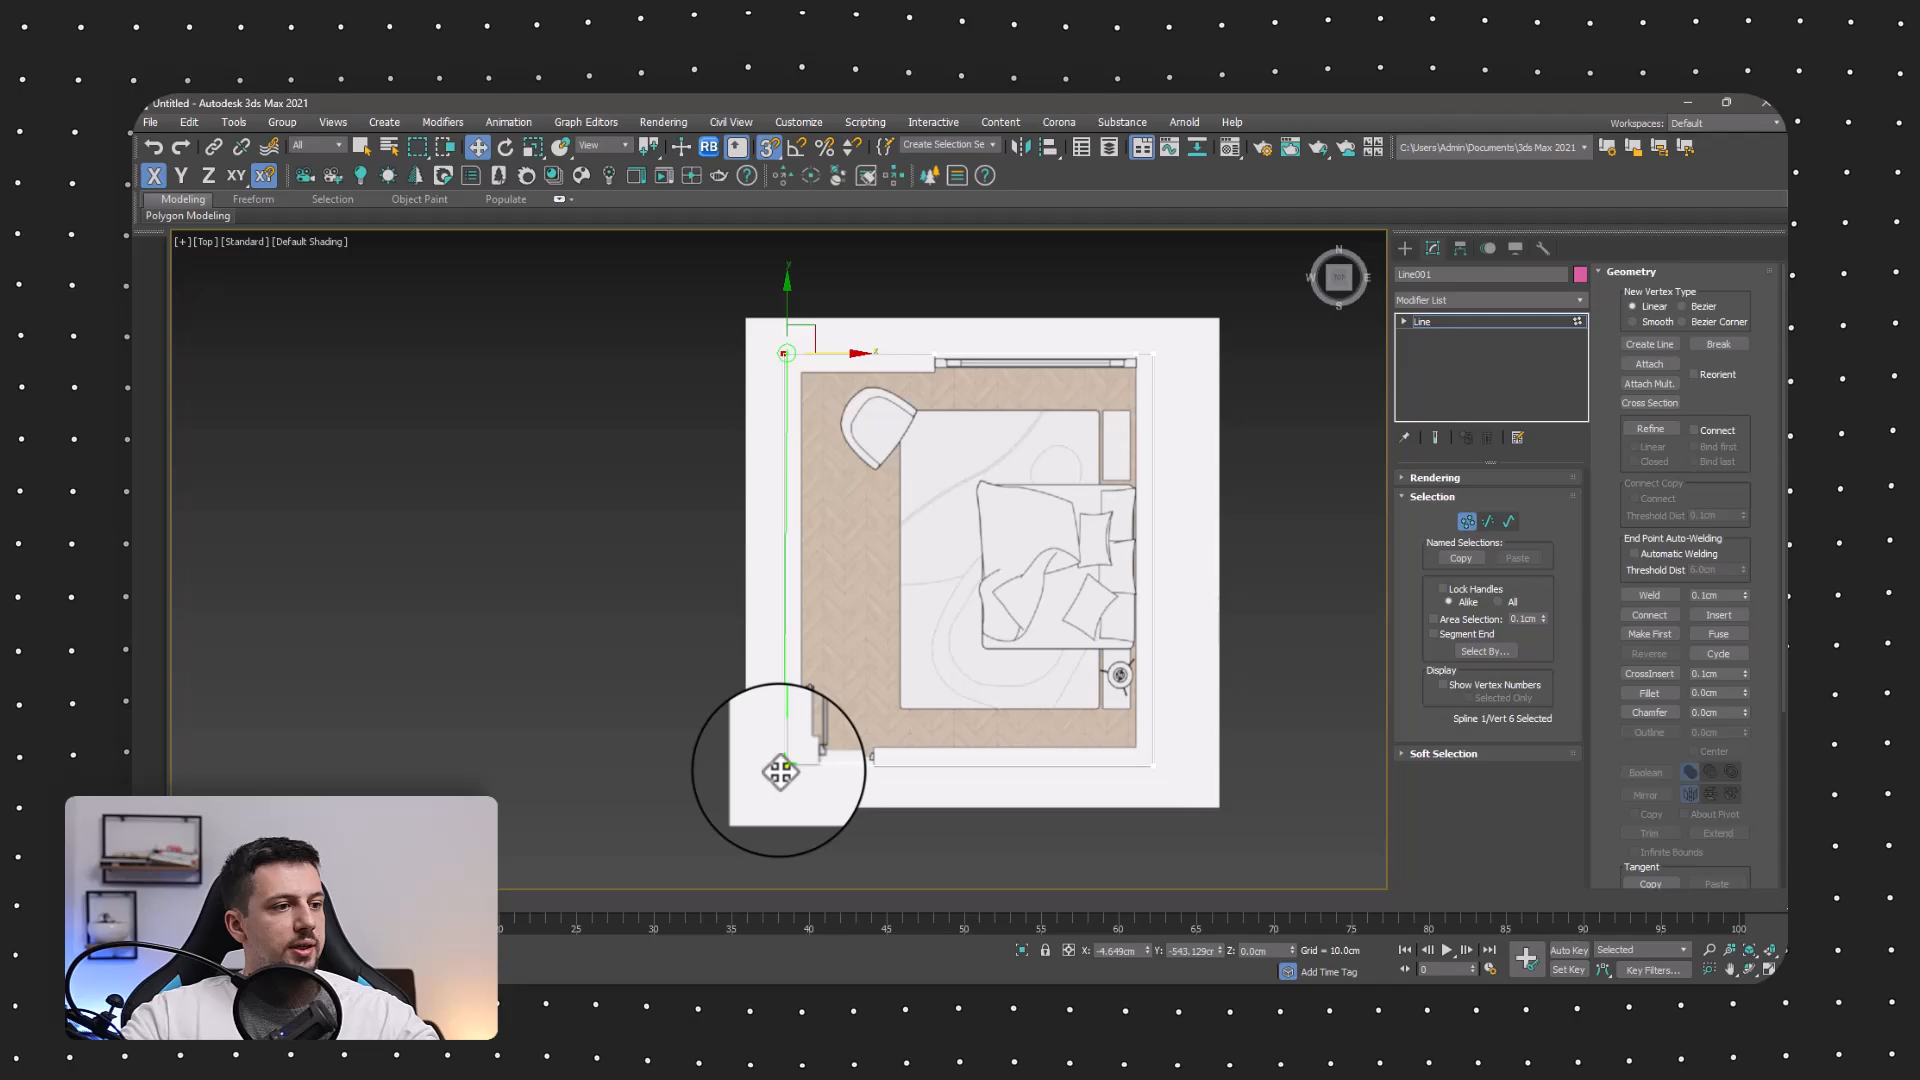 Untitled - Autodesk 3ds Max 2021
File Edit Tools Group Views Create Modifiers Animation Graph Editors Rendering Civil View Customize Scripting Interactive Content Corona Substance Arnold Help
Workspaces: Default
All View RB 3 Create Selection Se C:\Users\Admin\Documents\3ds Max 2021
X Y Z XY
Modeling Freeform Selection Object Paint Populate
Polygon Modeling
[+] [Top] [Standard] [Default Shading]
N
W TOP E
S
y
x
Line001
Modifier List
Line
Rendering
Selection
Named Selections:
Copy Paste
Lock Handles
Alike All
Area Selection: 0.1cm
Segment End
Select By...
Display
Show Vertex Numbers
Selected Only
Spline 1/Vert 6 Selected
Soft Selection
Geometry
New Vertex Type
Linear Bezier
Smooth Bezier Corner
Create Line Break
Attach
Reorient
Attach Mult.
Cross Section
Refine Connect
Linear Bind first
Closed Bind last
Connect Copy
Connect
Threshold Dist 0.1cm
End Point Auto-Welding
Automatic Welding
Threshold Dist 6.0cm
Weld 0.1cm
Connect Insert
Make First Fuse
Reverse Cycle
CrossInsert 0.1cm
Fillet 0.0cm
Chamfer 0.0cm
Outline 0.0cm
Center
Boolean
Mirror
Copy About Pivot
Trim Extend
Infinite Bounds
Tangent
Copy Paste
25 30 35 40 45 50 55 60 65 70 75 80 85 90 95 100
X: -4.649cm Y: -543.129cm Z: 0.0cm Grid = 10.0cm
Add Time Tag
Auto Key Selected
0 Set Key Key Filters...